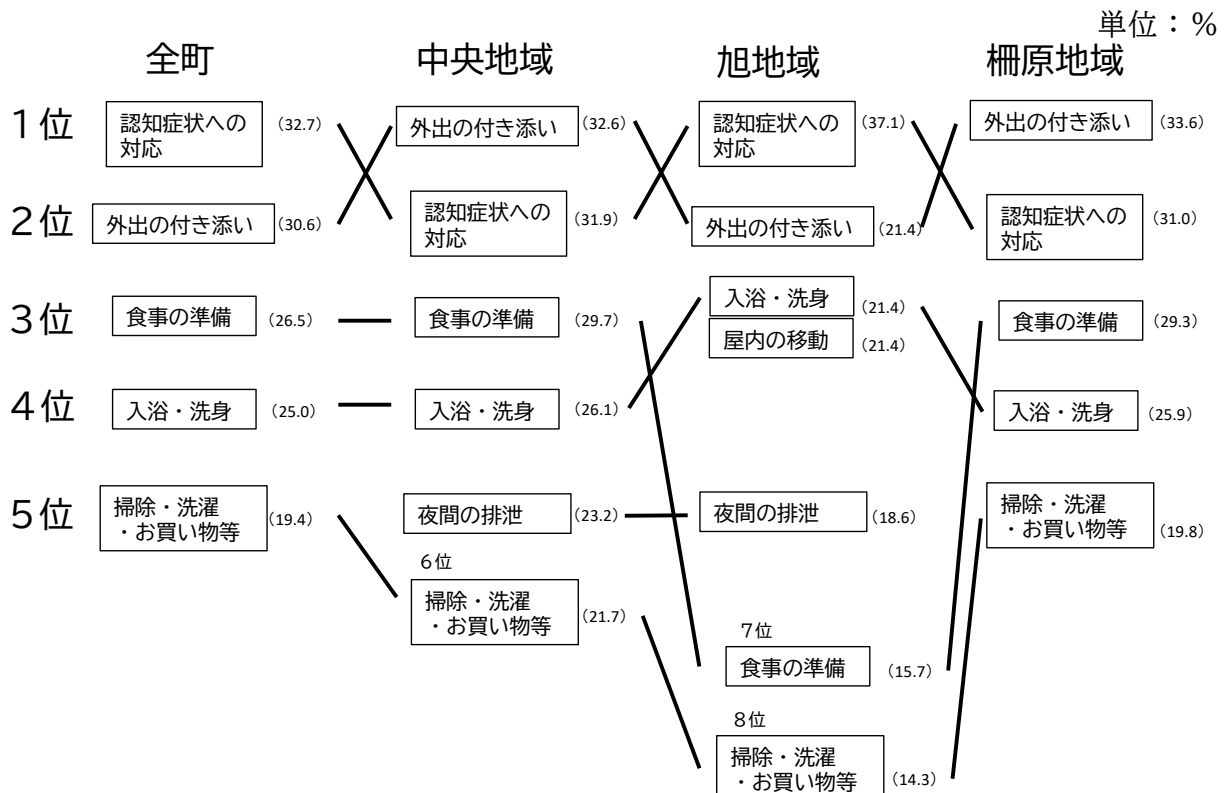 単位：%
全町
中央地域
旭地域
柵原地域
1位
認知症状への
対応
（32.7）
外出の付き添い
（32.6）
認知症状への
対応
（37.1）
外出の付き添い
（33.6）
2位
外出の付き添い
（30.6）
認知症状への
対応
（31.9）
外出の付き添い
（21.4）
認知症状への
対応
（31.0）
3位
食事の準備
（26.5）
食事の準備
（29.7）
入浴・洗身
（21.4）
屋内の移動
（21.4）
食事の準備
（29.3）
4位
入浴・洗身
（25.0）
入浴・洗身
（26.1）
入浴・洗身
（25.9）
5位
掃除・洗濯
・お買い物等
（19.4）
夜間の排泄
（23.2）
夜間の排泄
（18.6）
掃除・洗濯
・お買い物等
（19.8）
６位
掃除・洗濯
・お買い物等
（21.7）
７位
食事の準備
（15.7）
８位
掃除・洗濯
・お買い物等
（14.3）